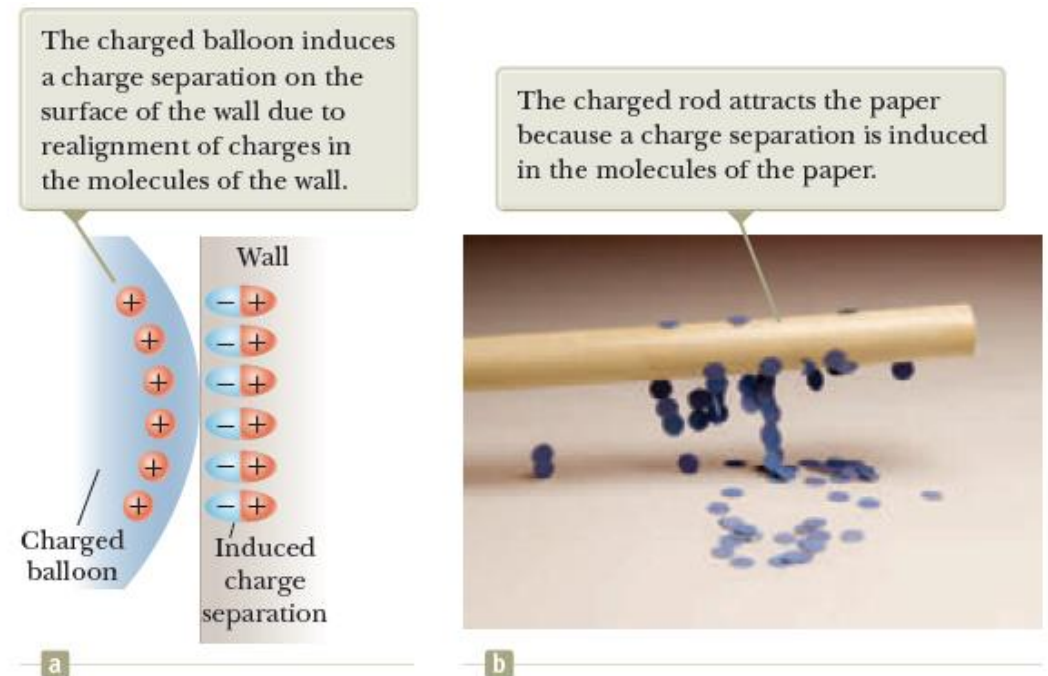 The charged balloon induces
a charge separation on the
surface of the wall due to
realignment of charges in
the molecules of the wall.
The charged rod attracts the paper
because a charge separation is induced
in the molecules of the paper.
Wall
+ − +
+ − +
+ − +
+ − +
+ − +
+ − +
Charged
balloon
Induced
charge
separation
a
b